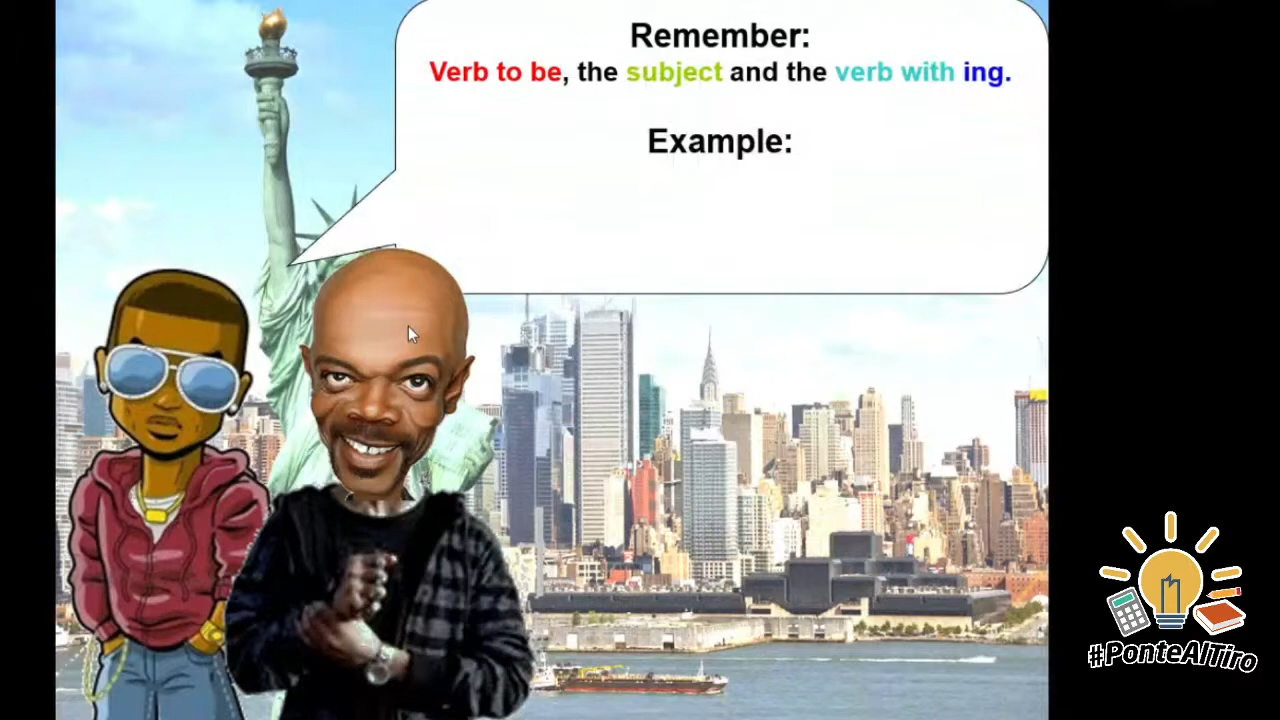 Remember:
Verb to be, the subject and the verb with ing.
Example:
#PonteAlTiro